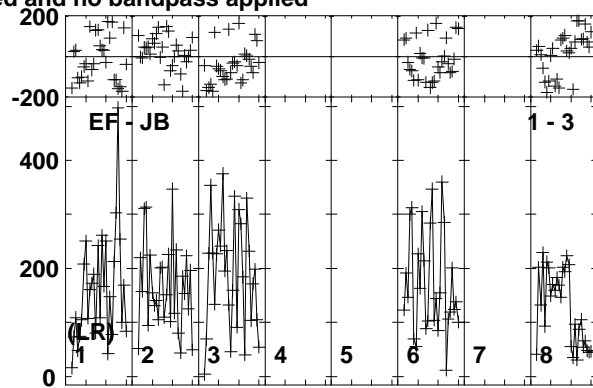 ed and no bandpass applied
200
-200
EF - JB 1 - 3
400
200
(LR)
1 2 3 4 5 6 7 8
0